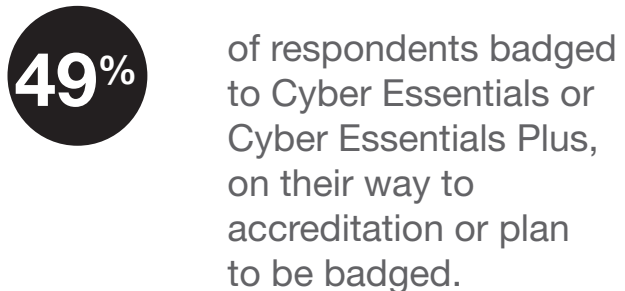 49%
of respondents badged
to Cyber Essentials or
Cyber Essentials Plus,
on their way to
accreditation or plan
to be badged.